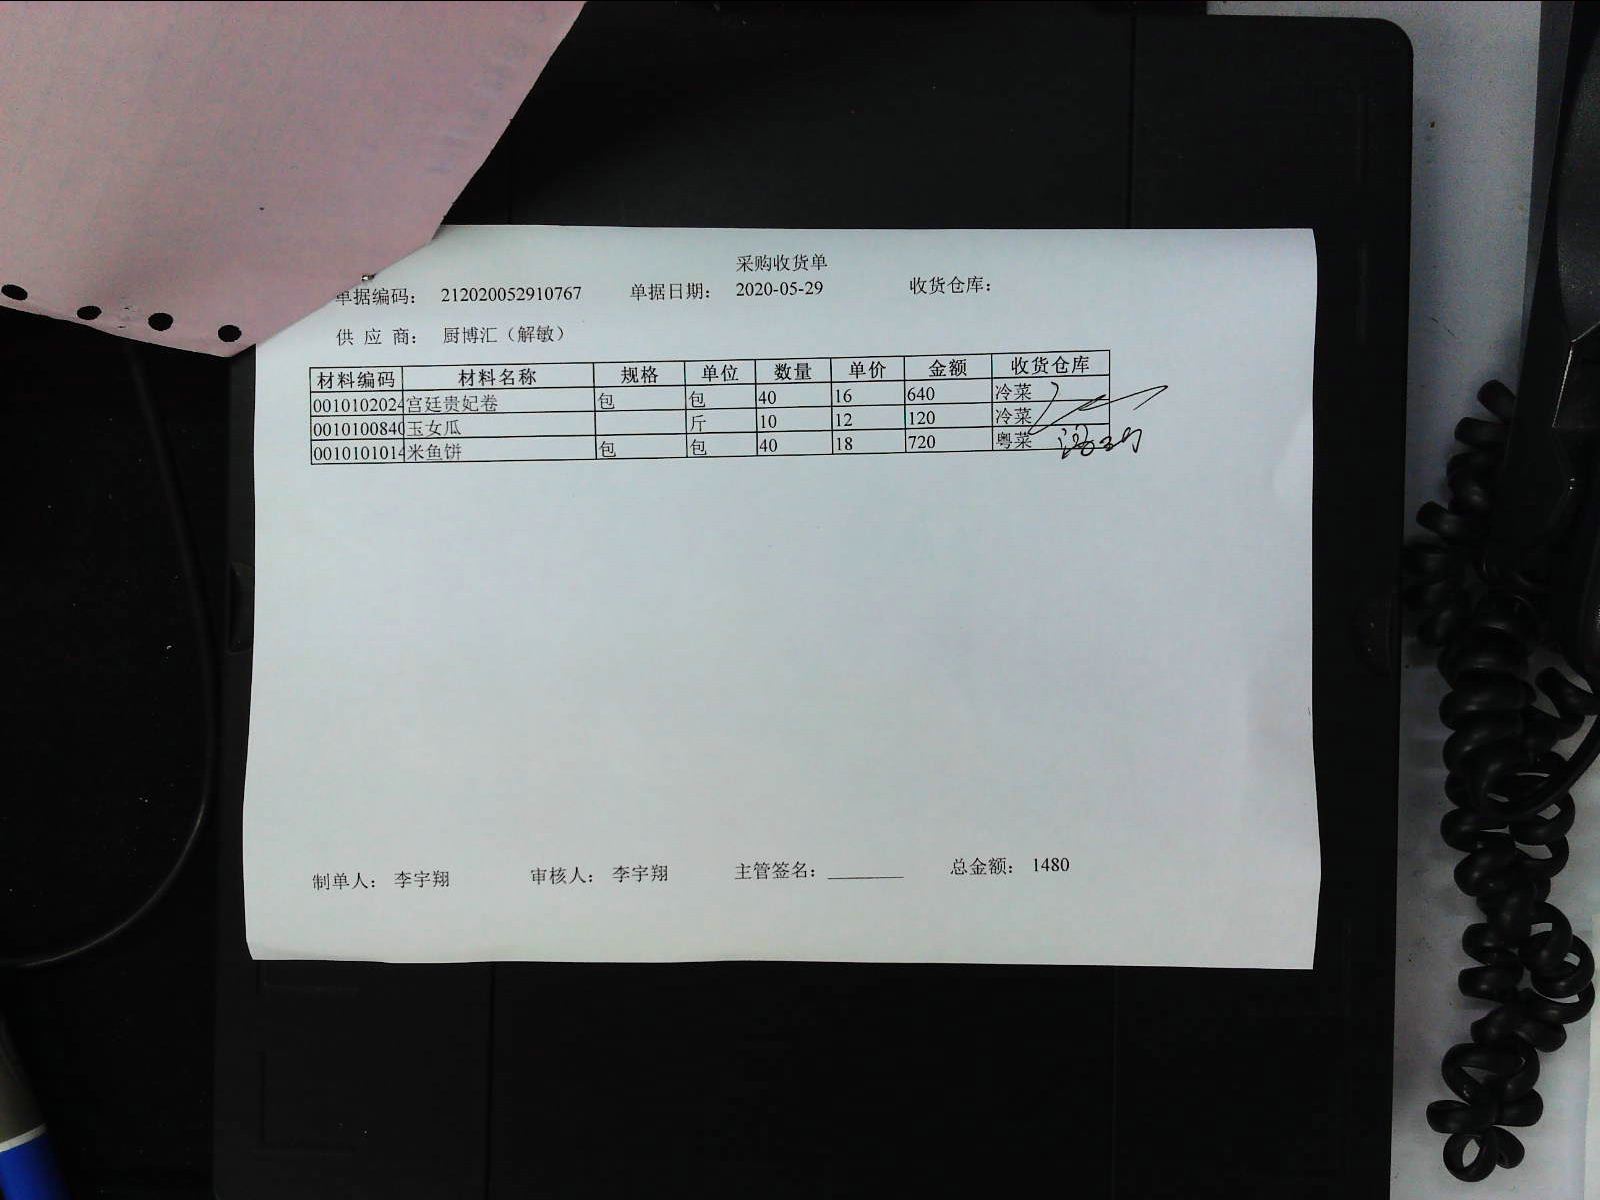 采购收货单
单据编码： 212020052910767 单据日期： 2020-05-29 收货仓库：
供 应 商： 厨博汇（解敏）
材料编码 材料名称 规格 单位 数量 单价 金额 收货仓库
0010102024 宫廷贵妃卷 包 包 40 16 640 冷菜
001010084 玉女瓜 斤 10 12 120 冷菜
0010101014 米鱼饼 包 包 40 18 720 粤菜
制单人： 李宇翔 审核人： 李宇翔 主管签名：________ 总金额： 1480